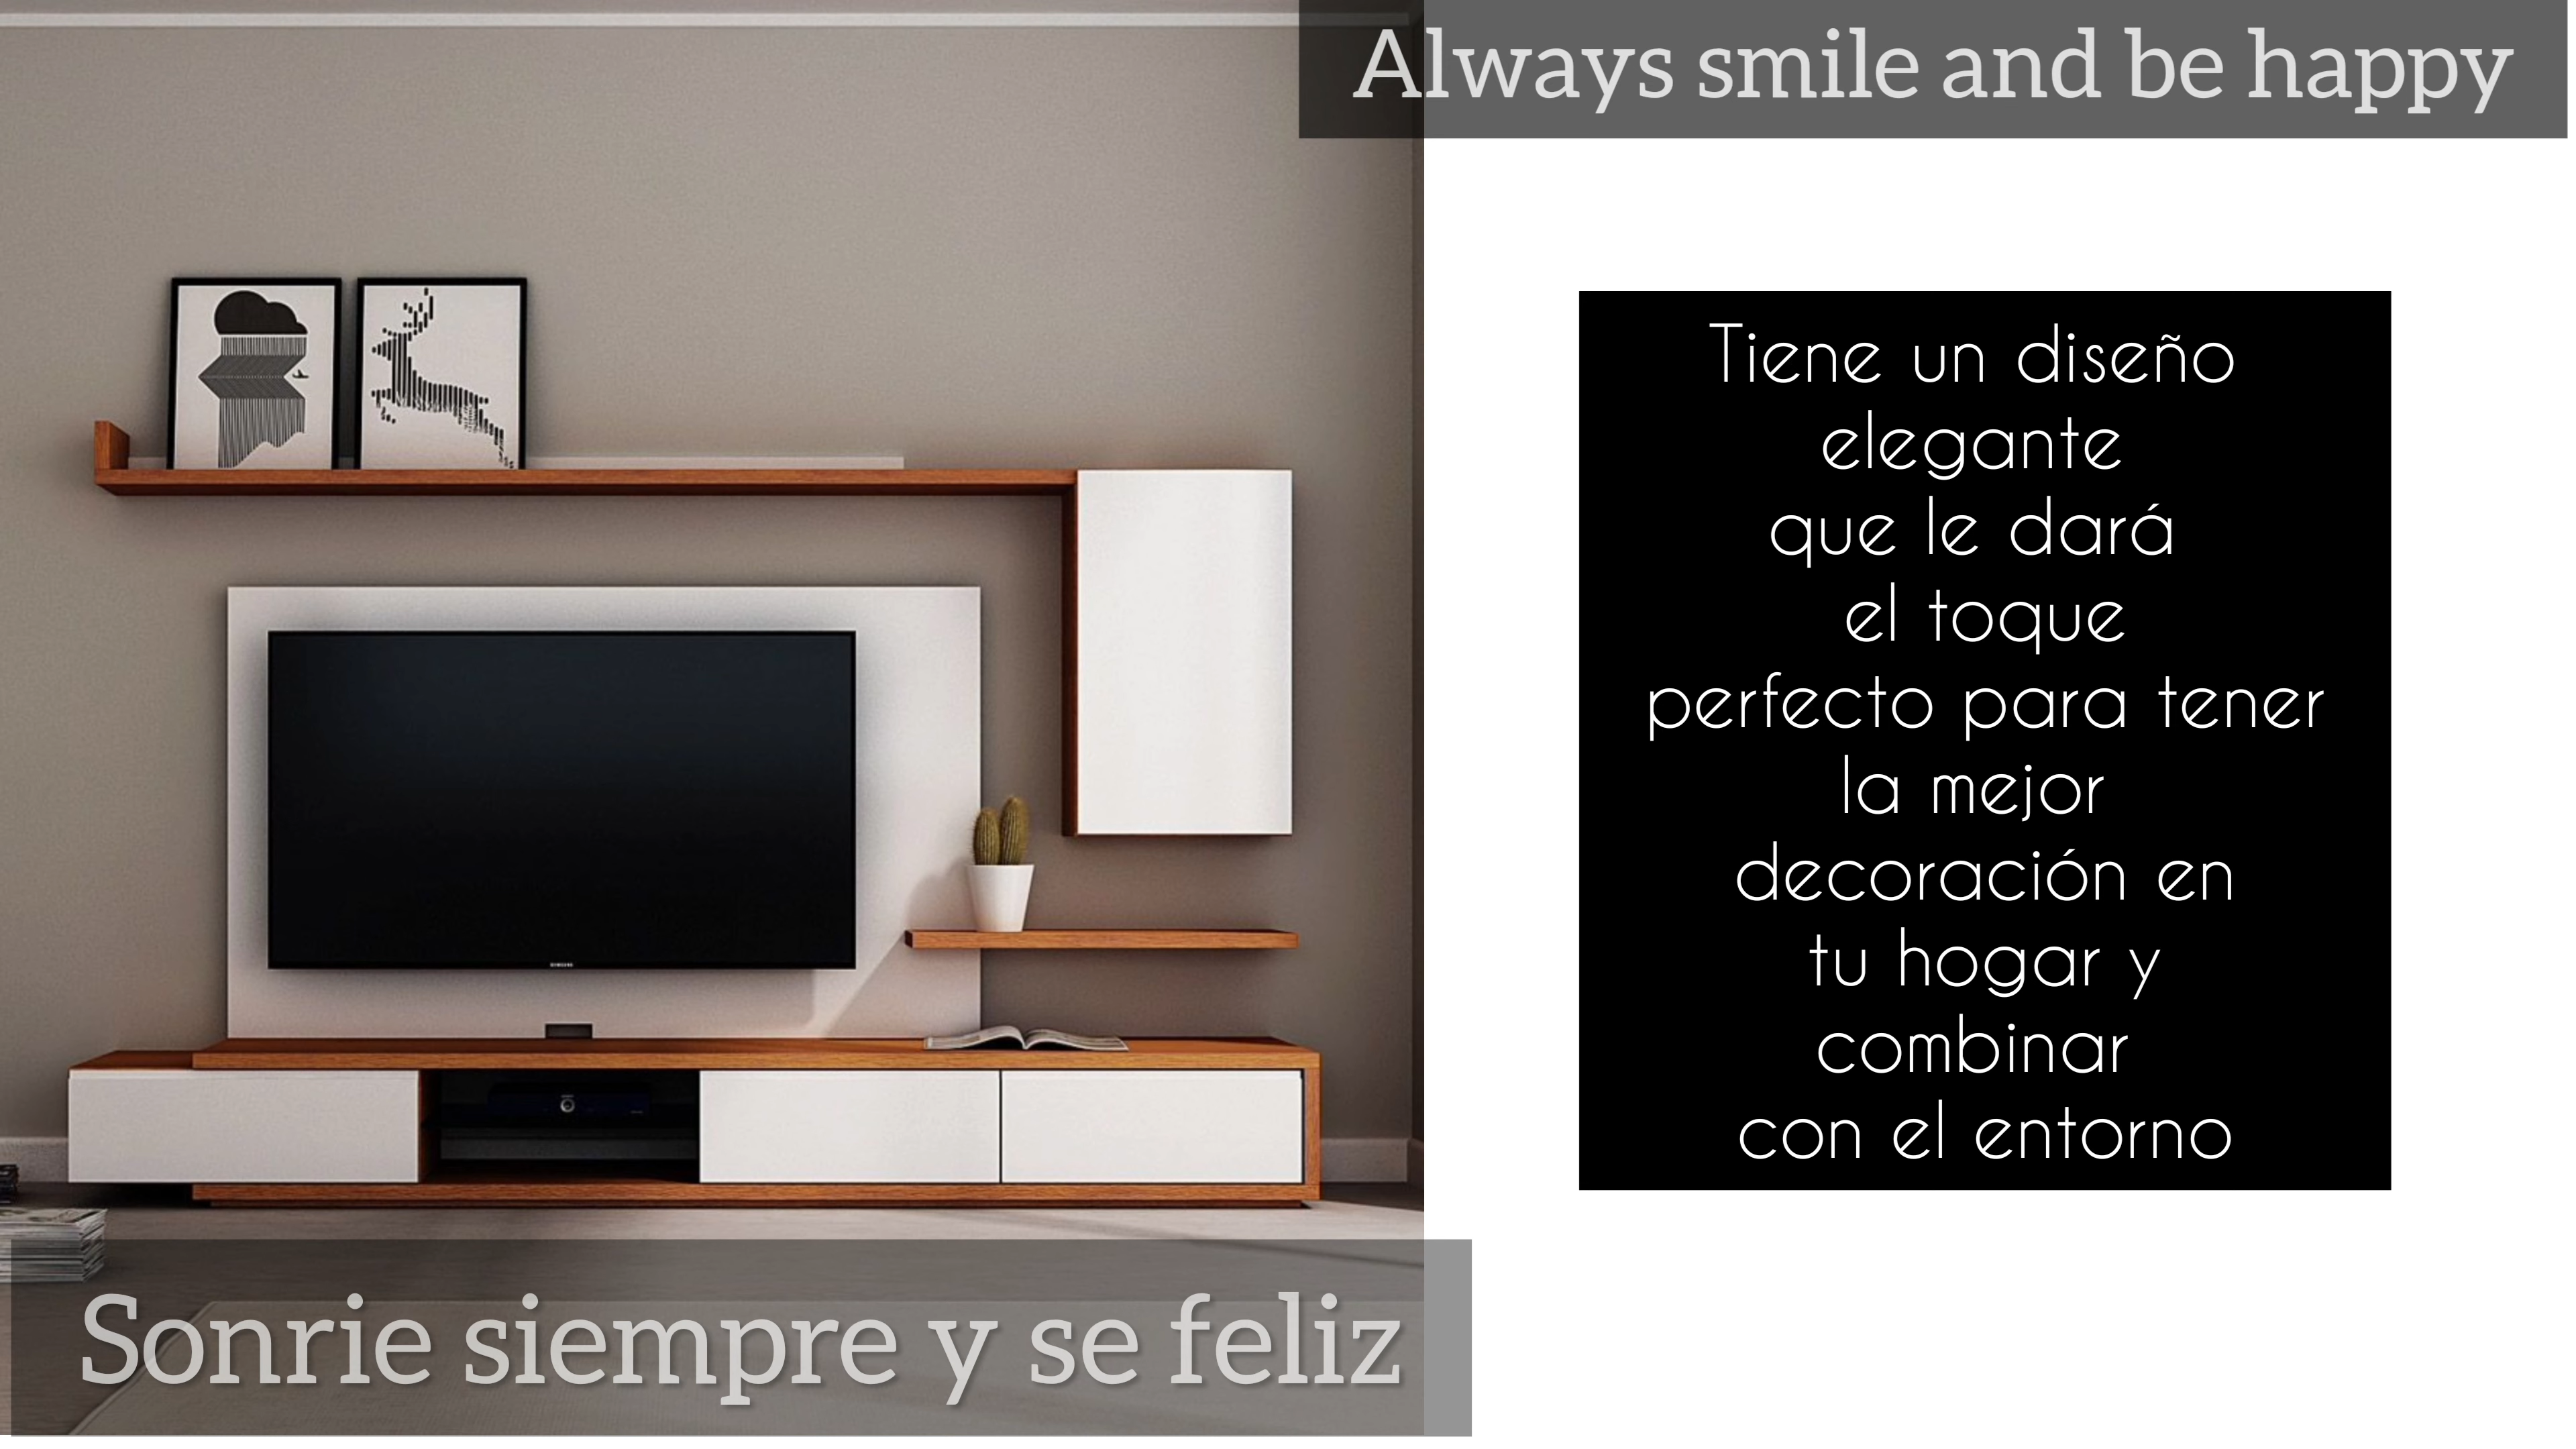 Always smile and be happy
Tiene un diseño
elegante
que le dará
el toque
perfecto para tener
la mejor
decoración en
tu hogar y
combinar
con el entorno
SAMSUNG
Sonrie siempre y se feliz